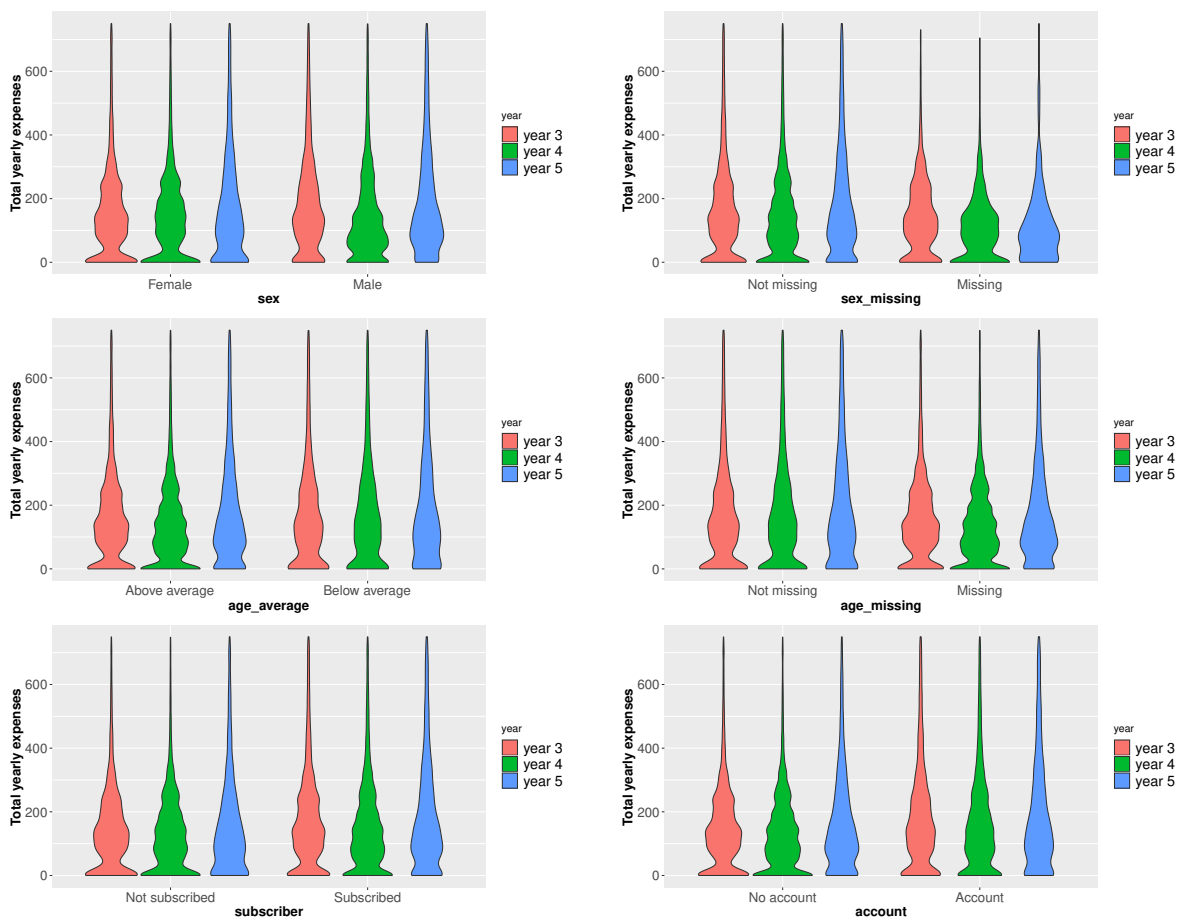 Total yearly expenses
600
400
200
0
Female Male
sex
year
year 3
year 4
year 5
Total yearly expenses
600
400
200
0
Not missing Missing
sex_missing
year
year 3
year 4
year 5
Total yearly expenses
600
400
200
0
Above average Below average
age_average
year
year 3
year 4
year 5
Total yearly expenses
600
400
200
0
Not missing Missing
age_missing
year
year 3
year 4
year 5
Total yearly expenses
600
400
200
0
Not subscribed Subscribed
subscriber
year
year 3
year 4
year 5
Total yearly expenses
600
400
200
0
No account Account
account
year
year 3
year 4
year 5